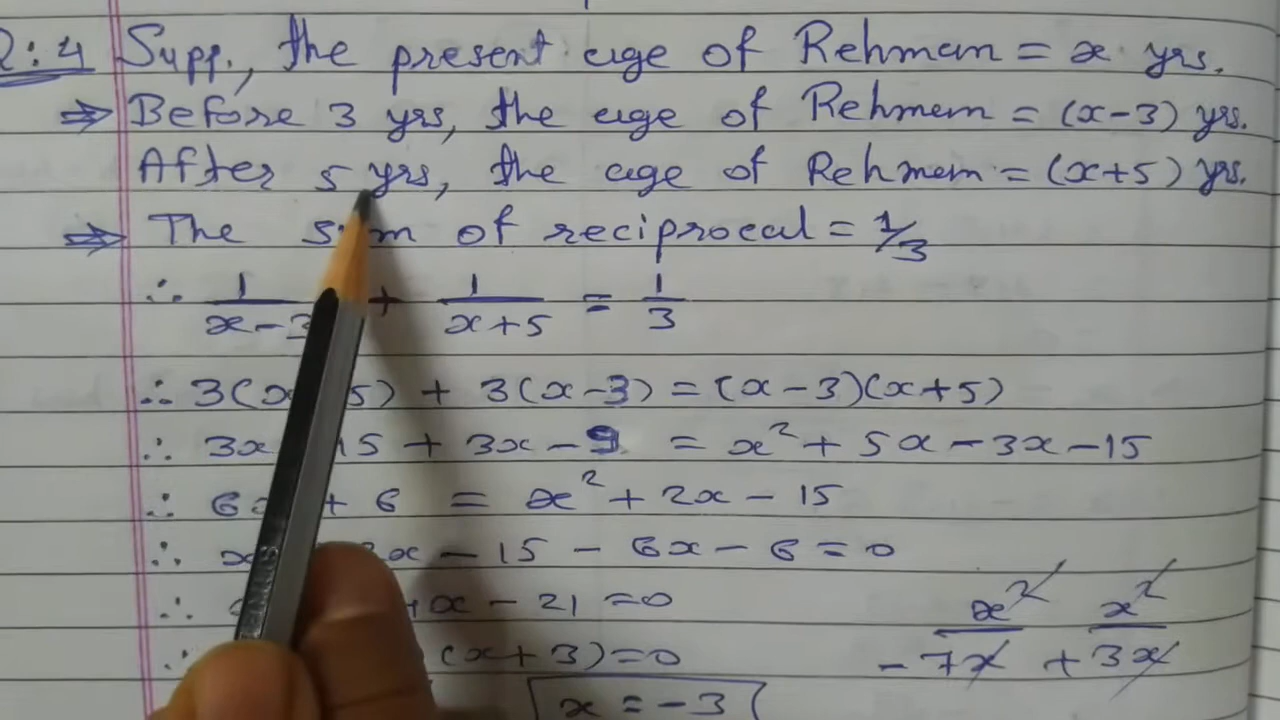 2:4 Supp., the present age of Rehman = x yrs.
⇒ Before 3 yrs, the age of Rehman = (x-3) yrs.
After 5 yrs, the age of Rehman = (x+5) yrs.
⇒ The sum of reciprocal = 1/3
∴ 1/(x-3) + 1/(x+5) = 1/3
∴ 3(x 5) + 3(x-3) = (x-3)(x+5)
∴ 3x 15 + 3x - 9 = x² + 5x - 3x - 15
∴ 6x + 6 = x² + 2x - 15
∴ x - 15 - 6x - 6 = 0
∴ x - 21 = 0
x² x²
∴ (x+3) = 0
-7x +3x
x = -3